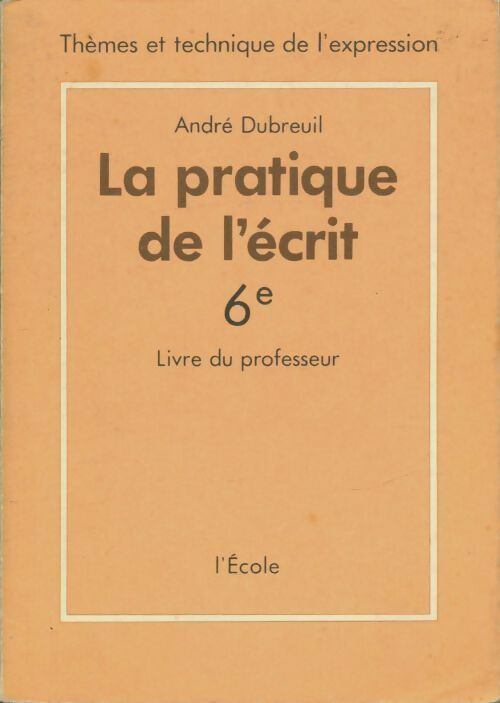 Thèmes et technique de l'expression
André Dubreuil
La pratique
de l'écrit
6e
Livre du professeur
l'École